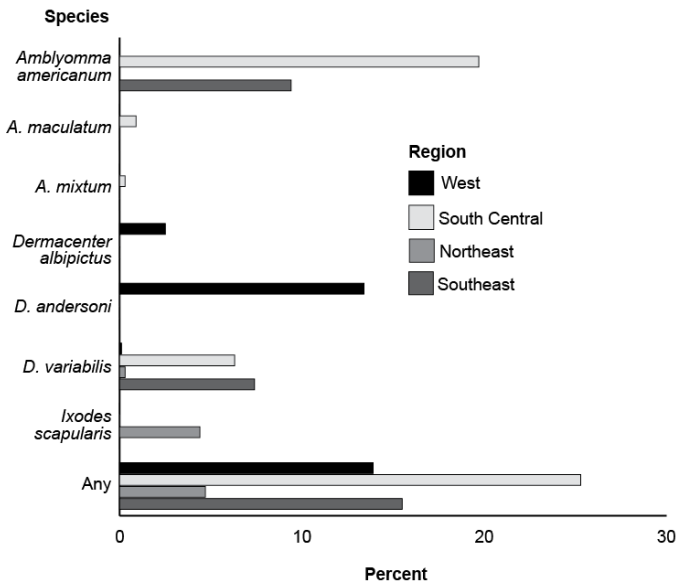 Species
Amblyomma
americanum
A. maculatum
A. mixtum
Dermacenter
albipictus
D. andersoni
D. variabilis
Ixodes
scapularis
Any
Region
West
South Central
Northeast
Southeast
0 10 20 30
Percent